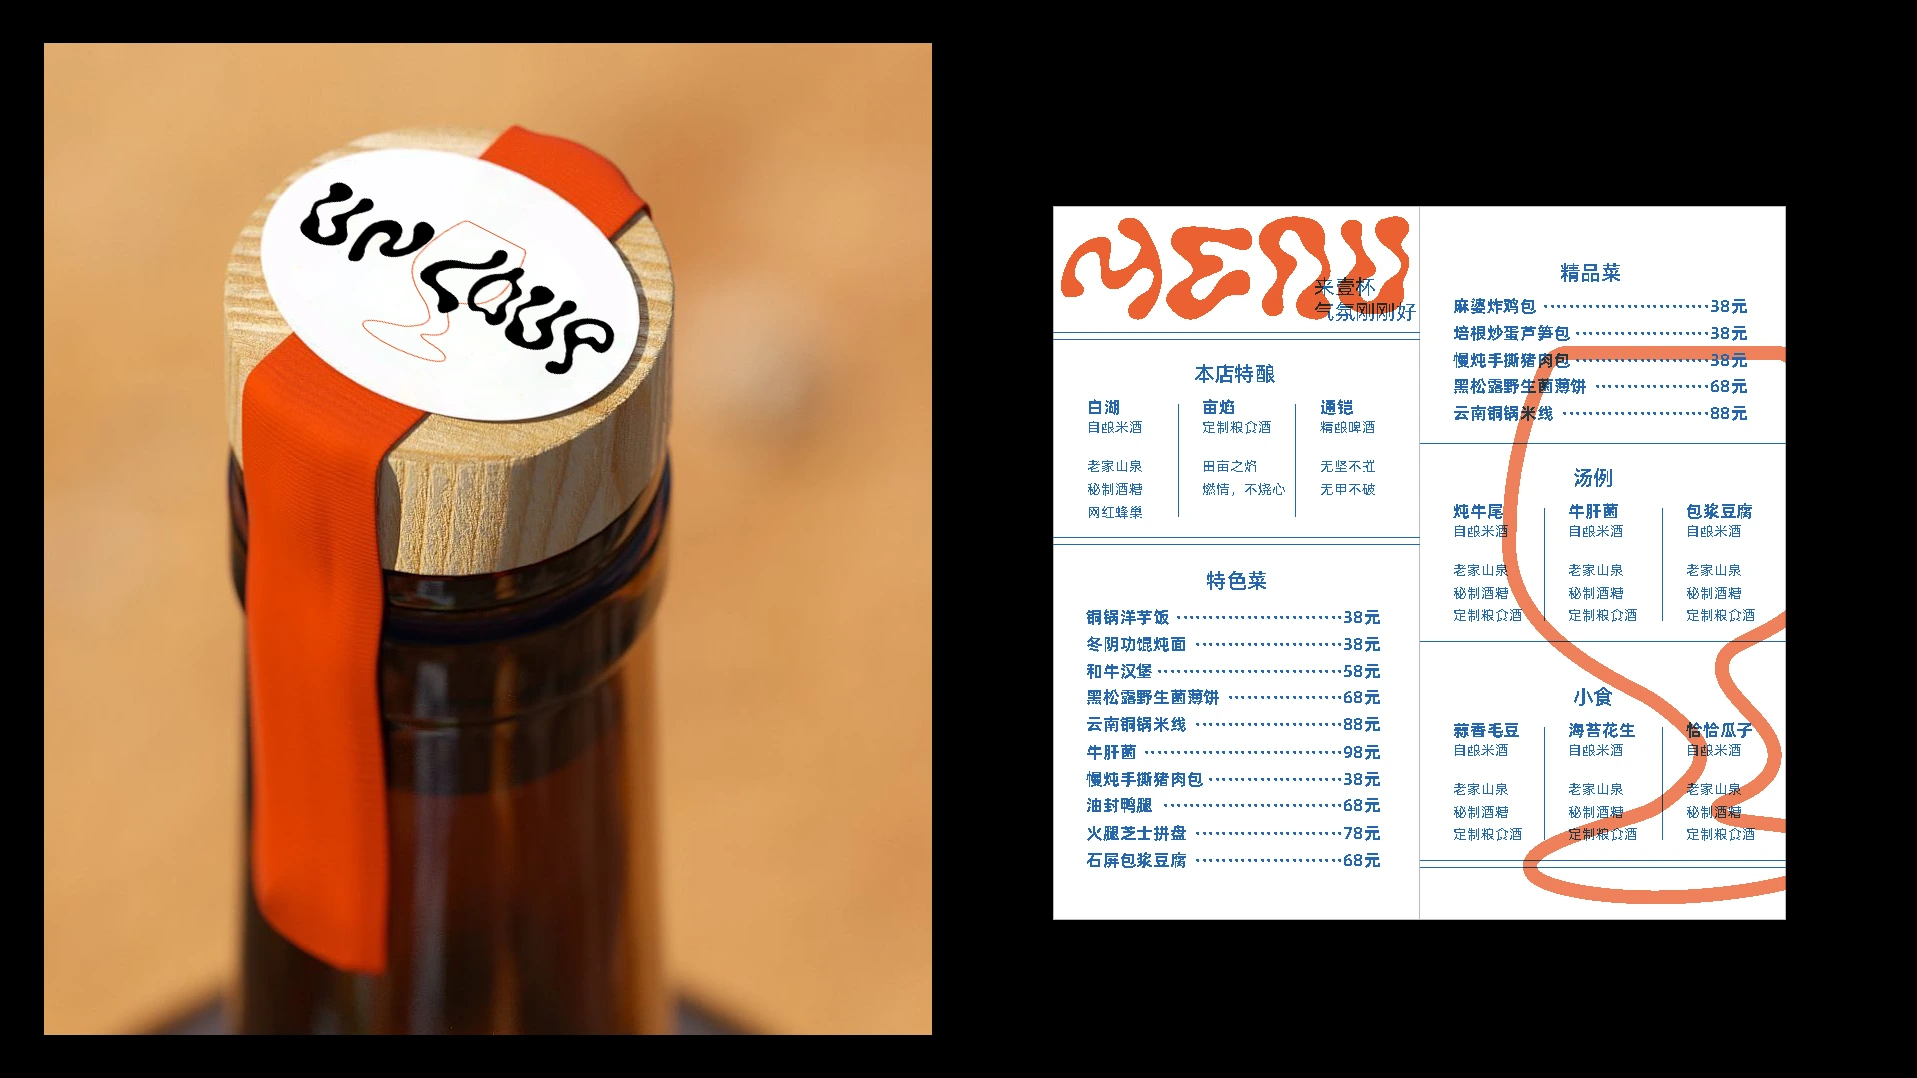 un
Loup
MENU
来壹杯
气氛刚刚好
本店特酿
白湖
自酿米酒
老家山泉
秘制酒糟
网红蜂巢
亩焰
定制粮食酒
田亩之焰
燃情，不烧心
通铠
精酿啤酒
无坚不摧
无甲不破
特色菜
铜锅洋芋饭 38元
冬阴功馄炖面 38元
和牛汉堡 58元
黑松露野生菌薄饼 68元
云南铜锅米线 88元
牛肝菌 98元
慢炖手撕猪肉包 38元
油封鸭腿 68元
火腿芝士拼盘 78元
石屏包浆豆腐 68元
精品菜
麻婆炸鸡包 38元
培根炒蛋芦笋包 38元
慢炖手撕猪肉包 38元
黑松露野生菌薄饼 68元
云南铜锅米线 88元
汤例
炖牛尾
自酿米酒
老家山泉
秘制酒糟
定制粮食酒
牛肝菌
自酿米酒
老家山泉
秘制酒糟
定制粮食酒
包浆豆腐
自酿米酒
老家山泉
秘制酒糟
定制粮食酒
小食
蒜香毛豆
自酿米酒
老家山泉
秘制酒糟
定制粮食酒
海苔花生
自酿米酒
老家山泉
秘制酒糟
定制粮食酒
恰恰瓜子
自酿米酒
老家山泉
秘制酒糟
定制粮食酒